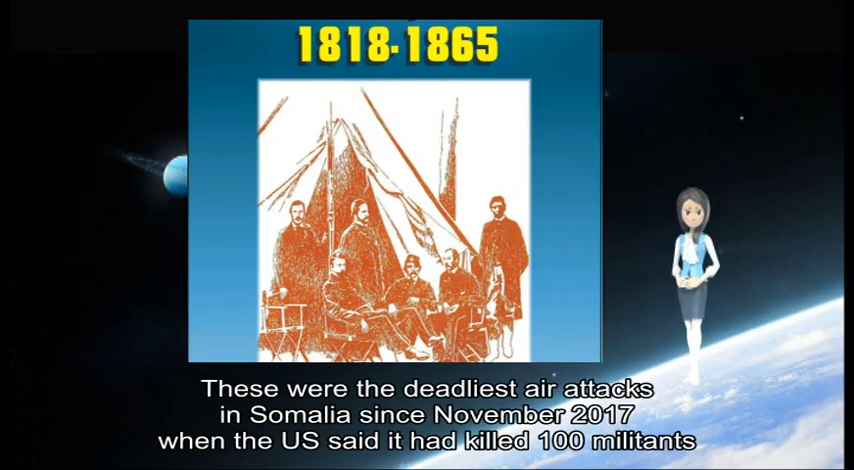 1818-1865
These were the deadliest air attacks
in Somalia since November 2017
when the US said it had killed 100 militants